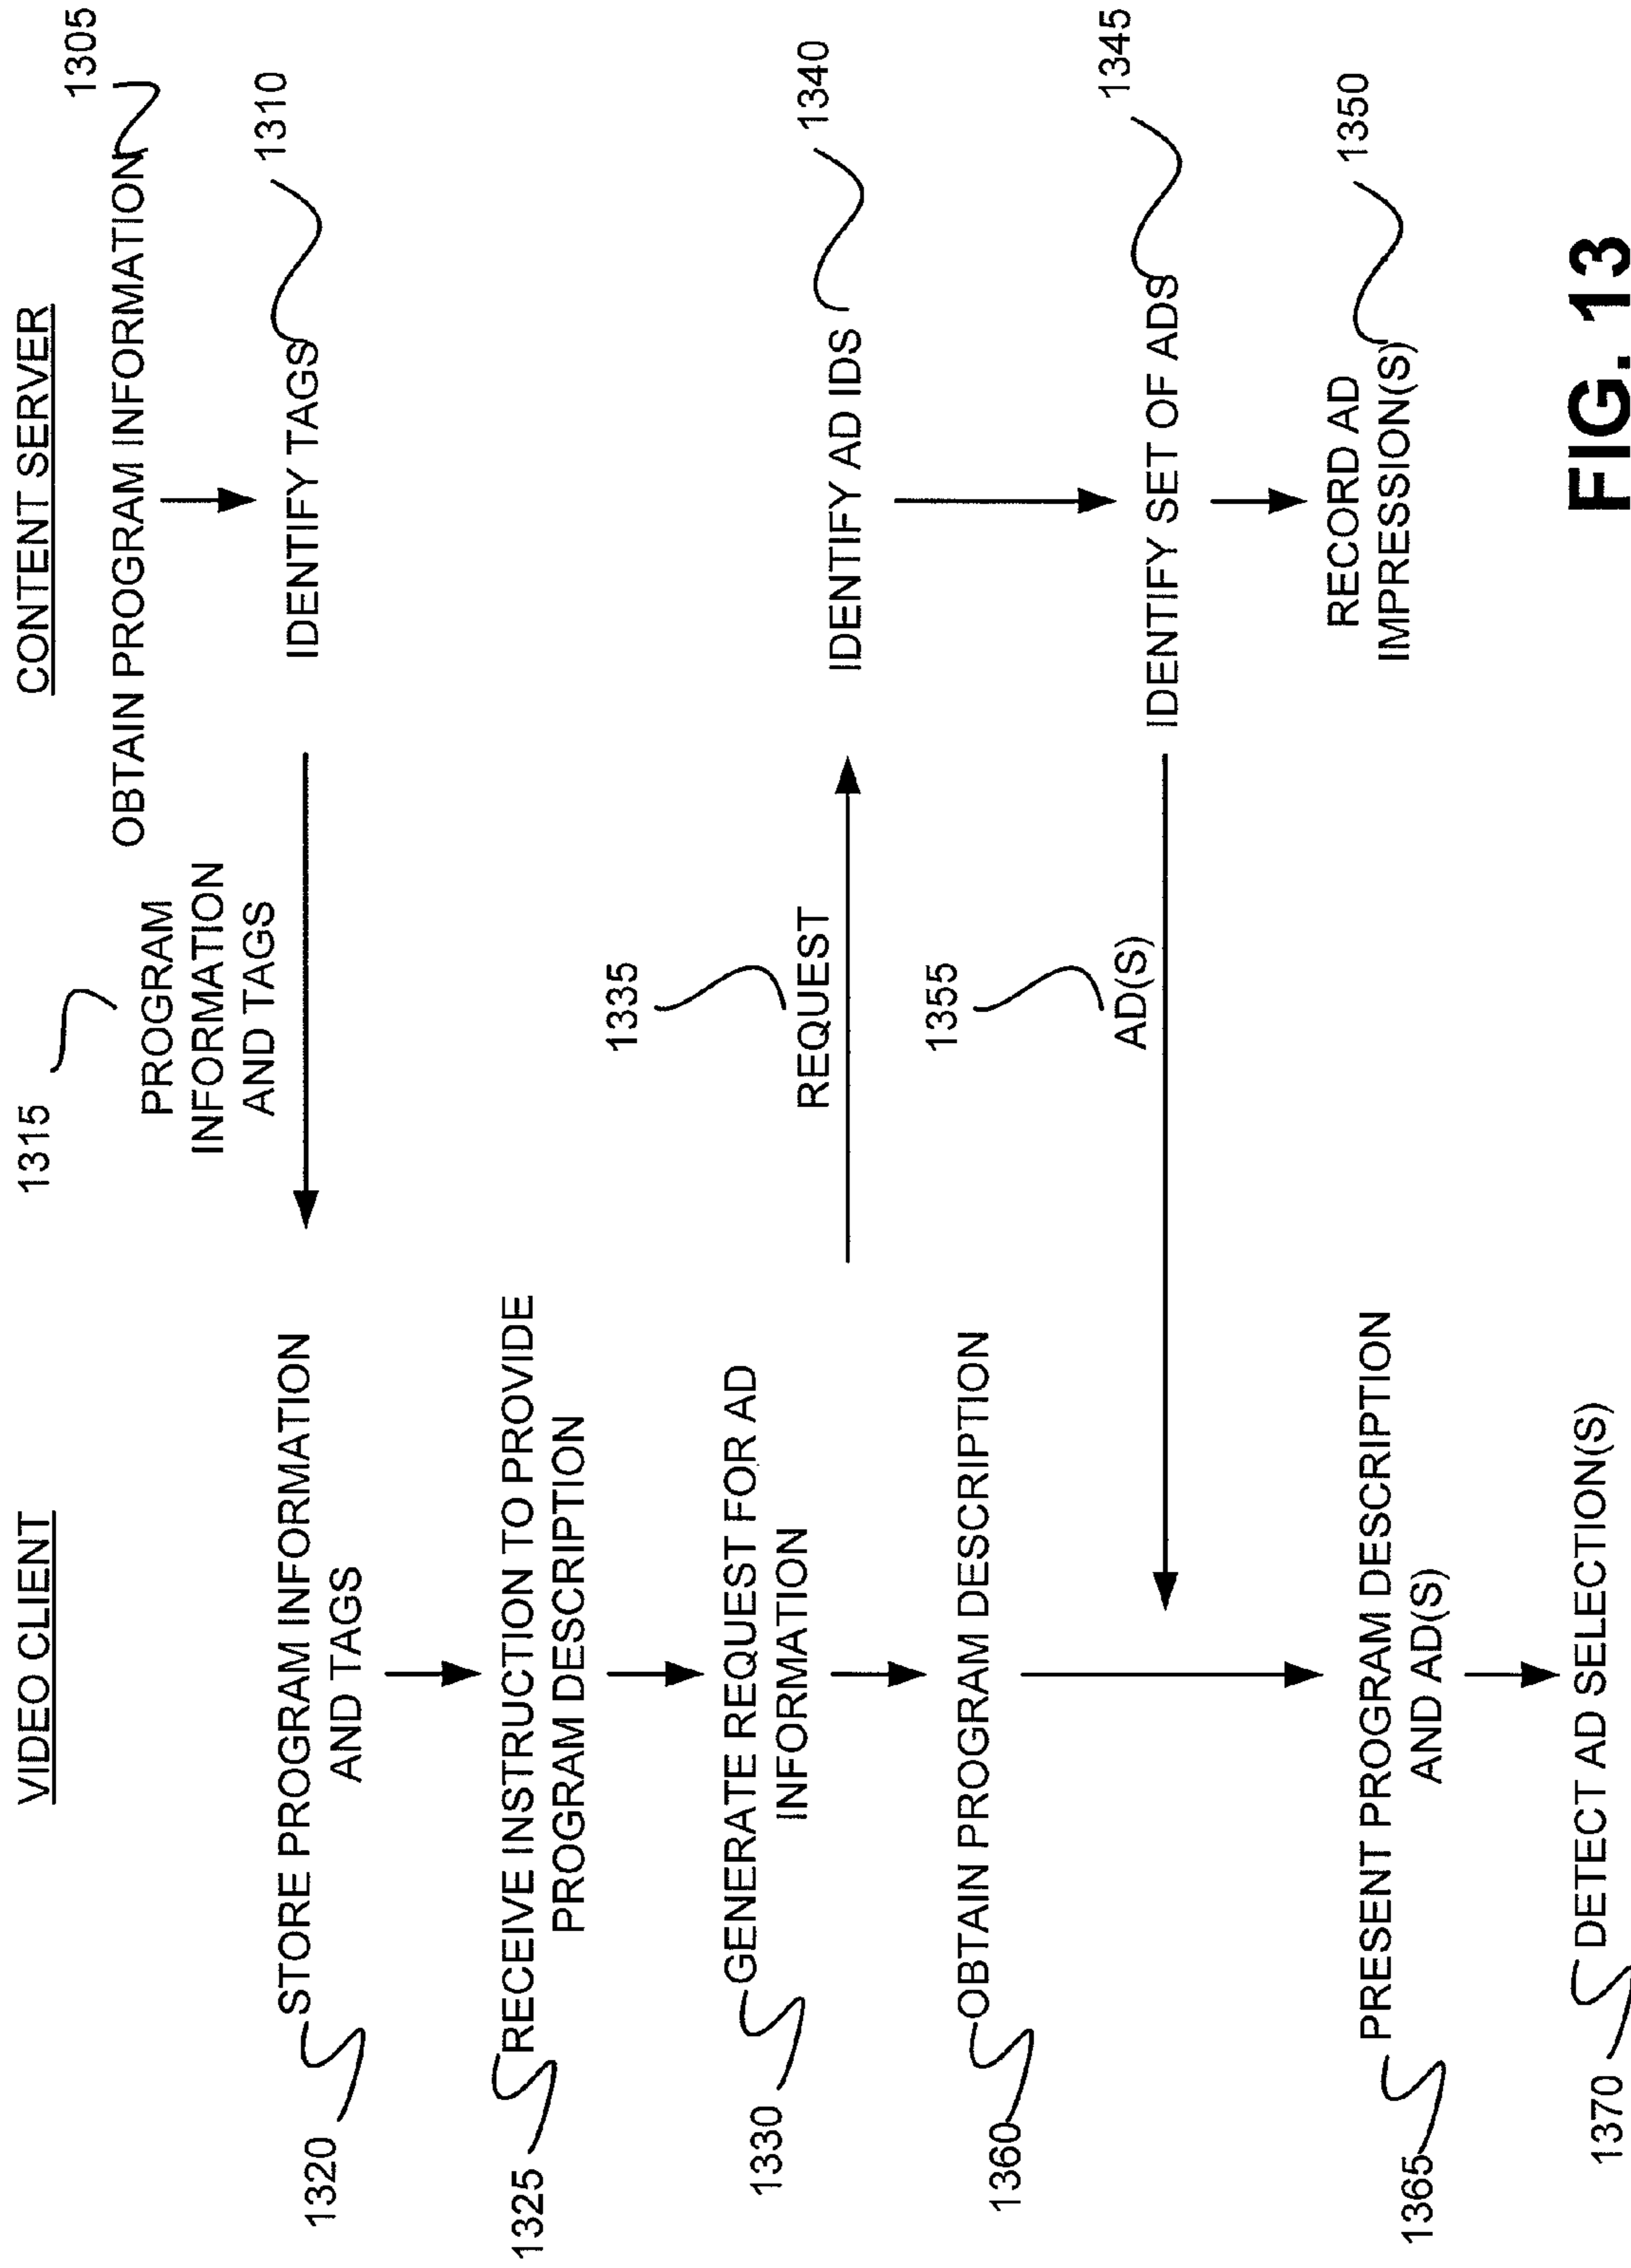 VIDEO CLIENT
CONTENT SERVER
OBTAIN PROGRAM INFORMATION
1305
IDENTIFY TAGS
1310
1315
PROGRAM
INFORMATION
AND TAGS
1320
STORE PROGRAM INFORMATION
AND TAGS
1325
RECEIVE INSTRUCTION TO PROVIDE
PROGRAM DESCRIPTION
1330
GENERATE REQUEST FOR AD
INFORMATION
1335
REQUEST
IDENTIFY AD IDS
1340
1360
OBTAIN PROGRAM DESCRIPTION
1355
AD(S)
IDENTIFY SET OF ADS
1345
RECORD AD
IMPRESSION(S)
1350
1365
PRESENT PROGRAM DESCRIPTION
AND AD(S)
1370
DETECT AD SELECTION(S)
FIG. 13